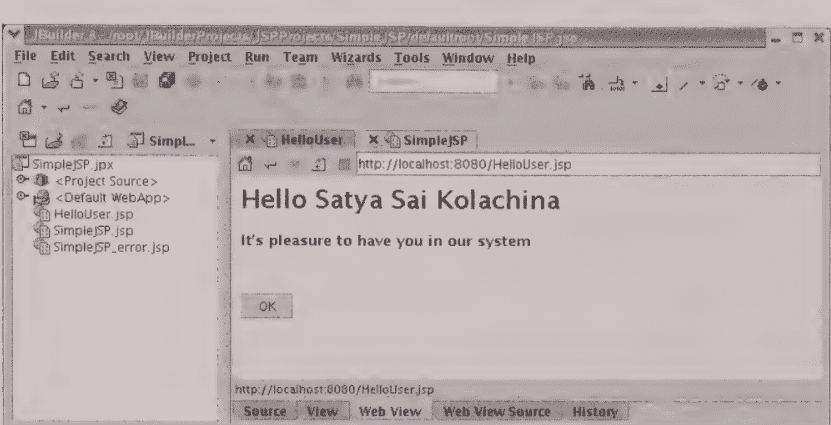 JBuilder 8 - /root/JBuilderProjects/JSPProjects/SimpleJSP/defaultroot/SimpleJSP.jsp
File Edit Search View Project Run Team Wizards Tools Window Help
Simpl...
HelloUser SimpleJSP
SimpleJSP.jpx
<Project Source>
<Default WebApp>
HelloUser.jsp
SimpleJSP.jsp
SimpleJSP_error.jsp
http://localhost:8080/HelloUser.jsp
Hello Satya Sai Kolachina
It's pleasure to have you in our system
OK
http://localhost:8080/HelloUser.jsp
Source View Web View Web View Source History